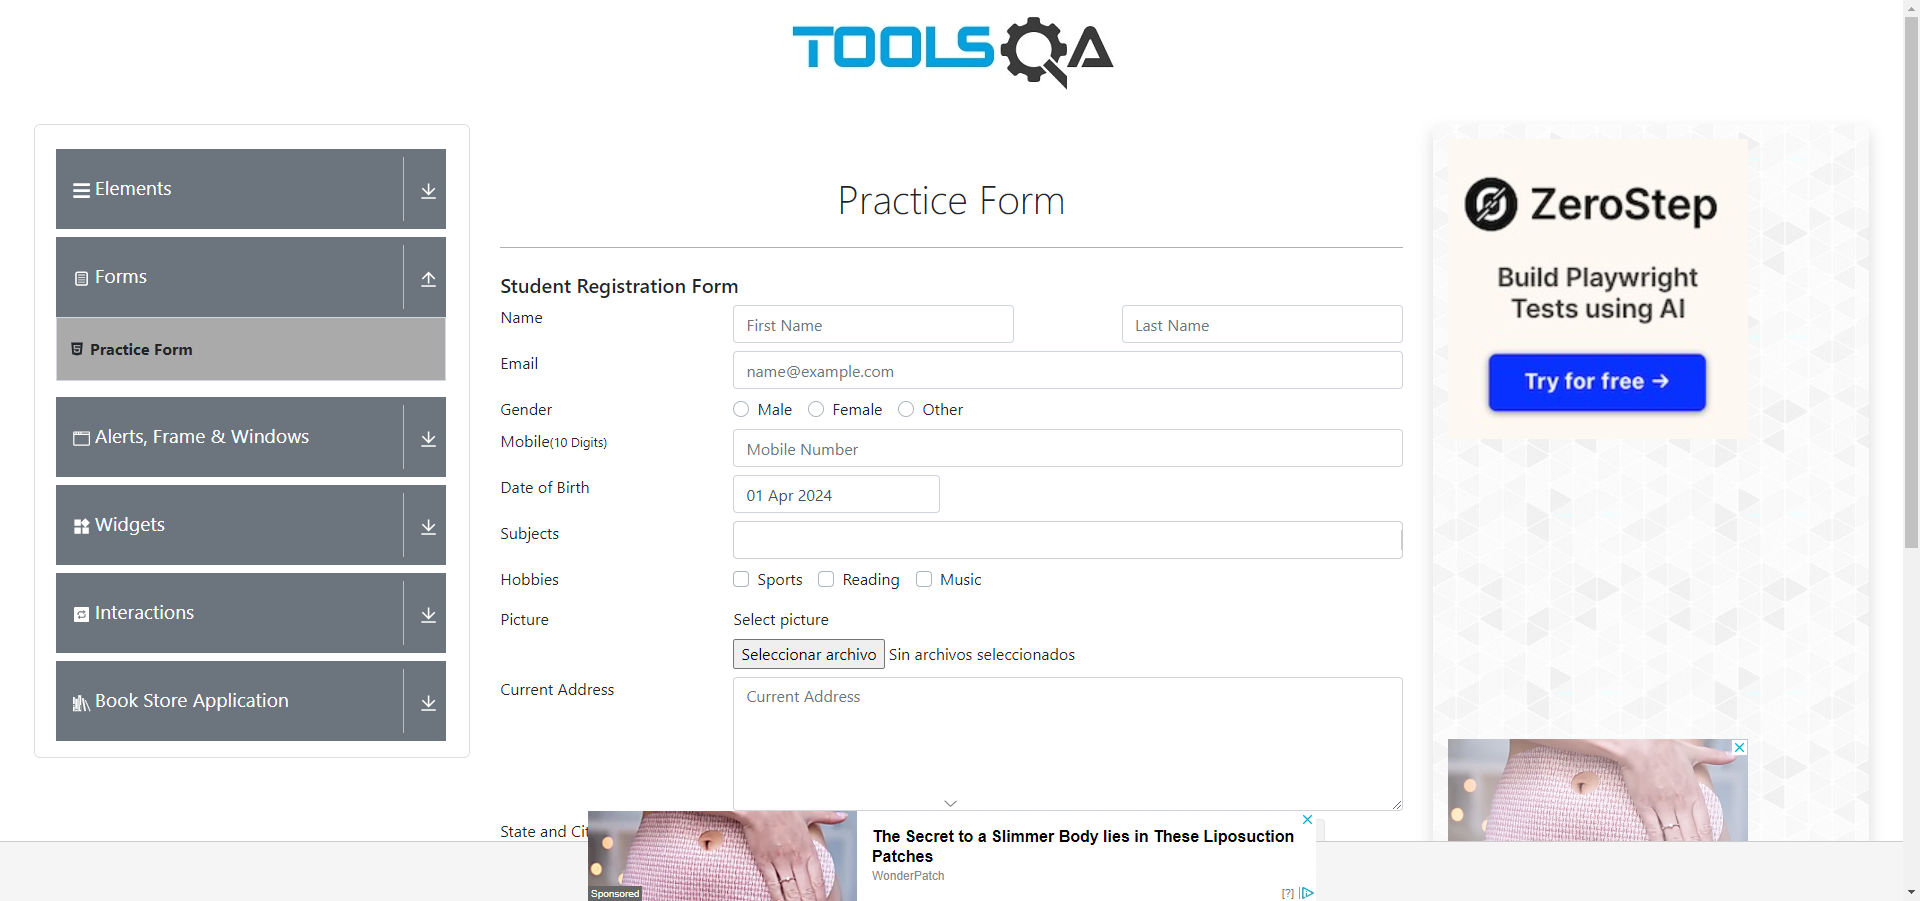 TOOLSQA
Elements
Forms
Practice Form
Alerts, Frame & Windows
Widgets
Interactions
Book Store Application
Practice Form
Student Registration Form
Name
First Name
Last Name
Email
name@example.com
Gender
Male
Female
Other
Mobile(10 Digits)
Mobile Number
Date of Birth
01 Apr 2024
Subjects
Hobbies
Sports
Reading
Music
Picture
Select picture
Seleccionar archivo
Sin archivos seleccionados
Current Address
Current Address
State and Cit
ZeroStep
Build Playwright
Tests using AI
Try for free →
The Secret to a Slimmer Body lies in These Liposuction
Patches
WonderPatch
Sponsored
[?]